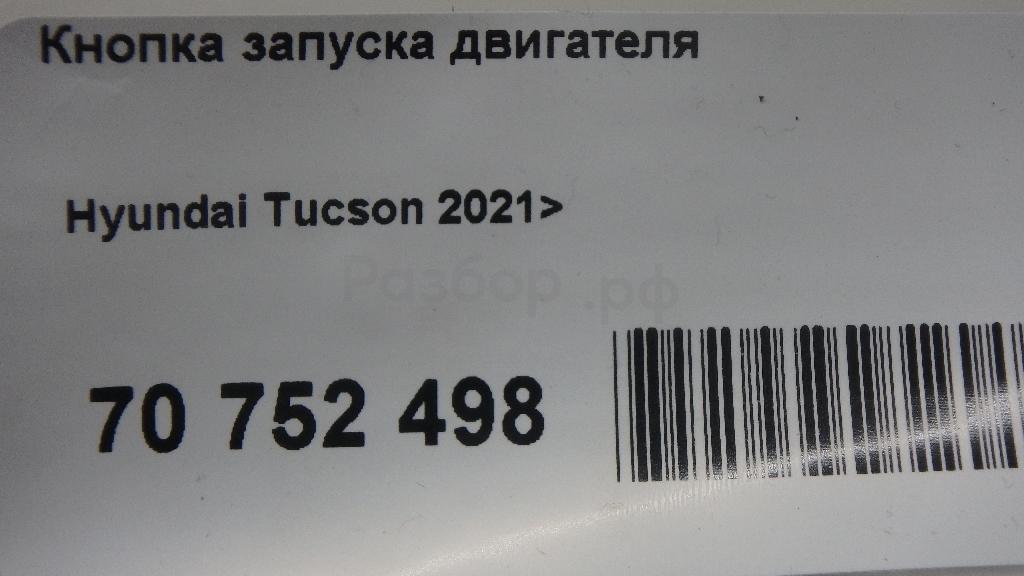 Кнопка запуска двигателя
Hyundai Tucson 2021>
Разбор.рф
70 752 498